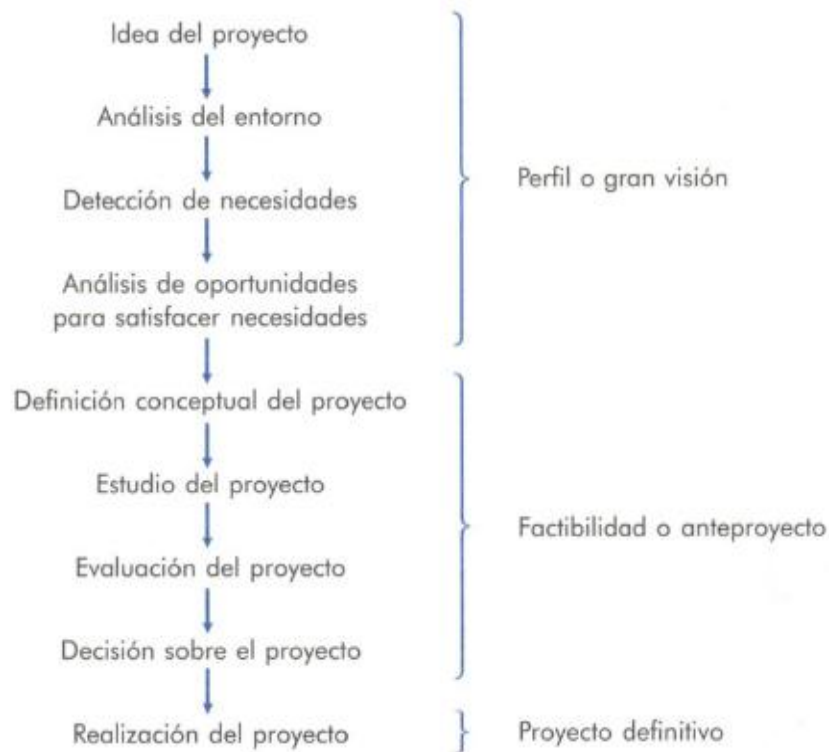 Idea del proyecto
Análisis del entorno
Detección de necesidades
Análisis de oportunidades
para satisfacer necesidades
Perfil o gran visión
Definición conceptual del proyecto
Estudio del proyecto
Evaluación del proyecto
Decisión sobre el proyecto
Factibilidad o anteproyecto
Realización del proyecto
Proyecto definitivo